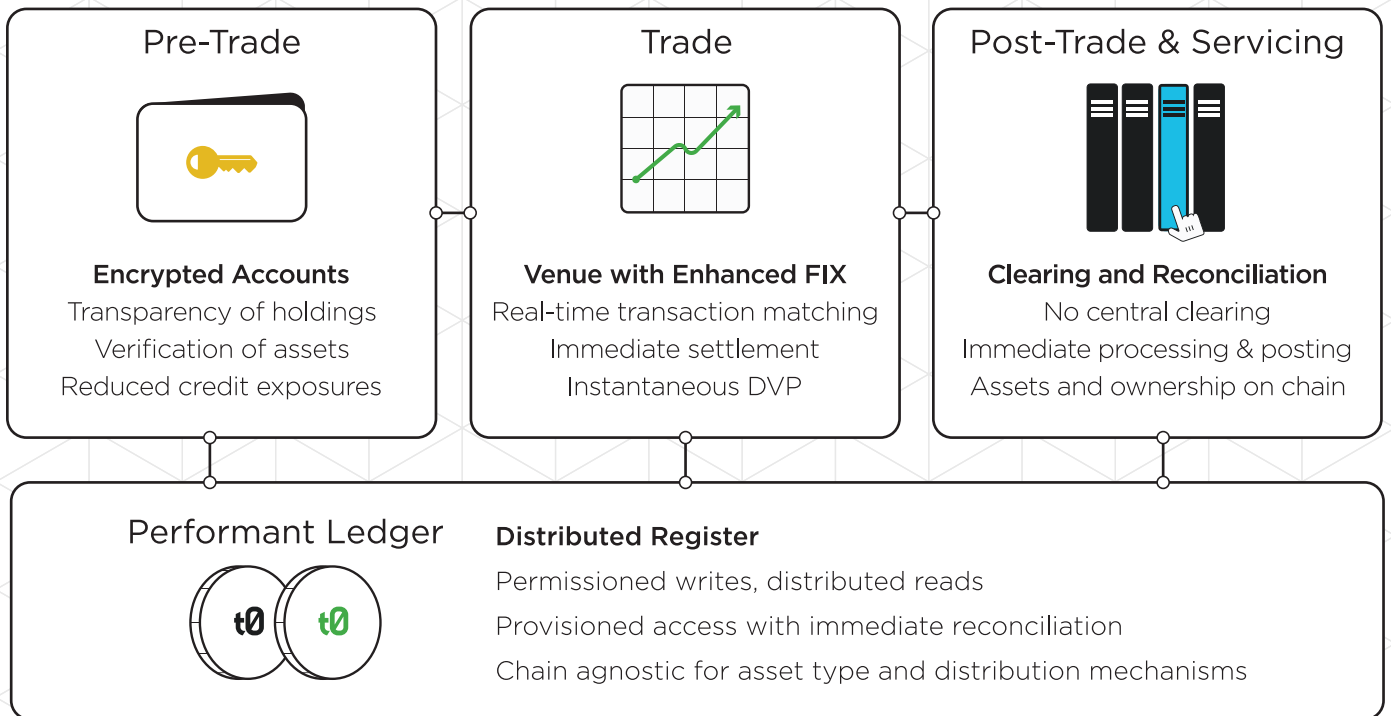 Pre-Trade
Encrypted Accounts
Transparency of holdings
Verification of assets
Reduced credit exposures
Trade
Venue with Enhanced FIX
Real-time transaction matching
Immediate settlement
Instantaneous DVP
Post-Trade & Servicing
Clearing and Reconciliation
No central clearing
Immediate processing & posting
Assets and ownership on chain
Performant Ledger
t0 t0
Distributed Register
Permissioned writes, distributed reads
Provisioned access with immediate reconciliation
Chain agnostic for asset type and distribution mechanisms